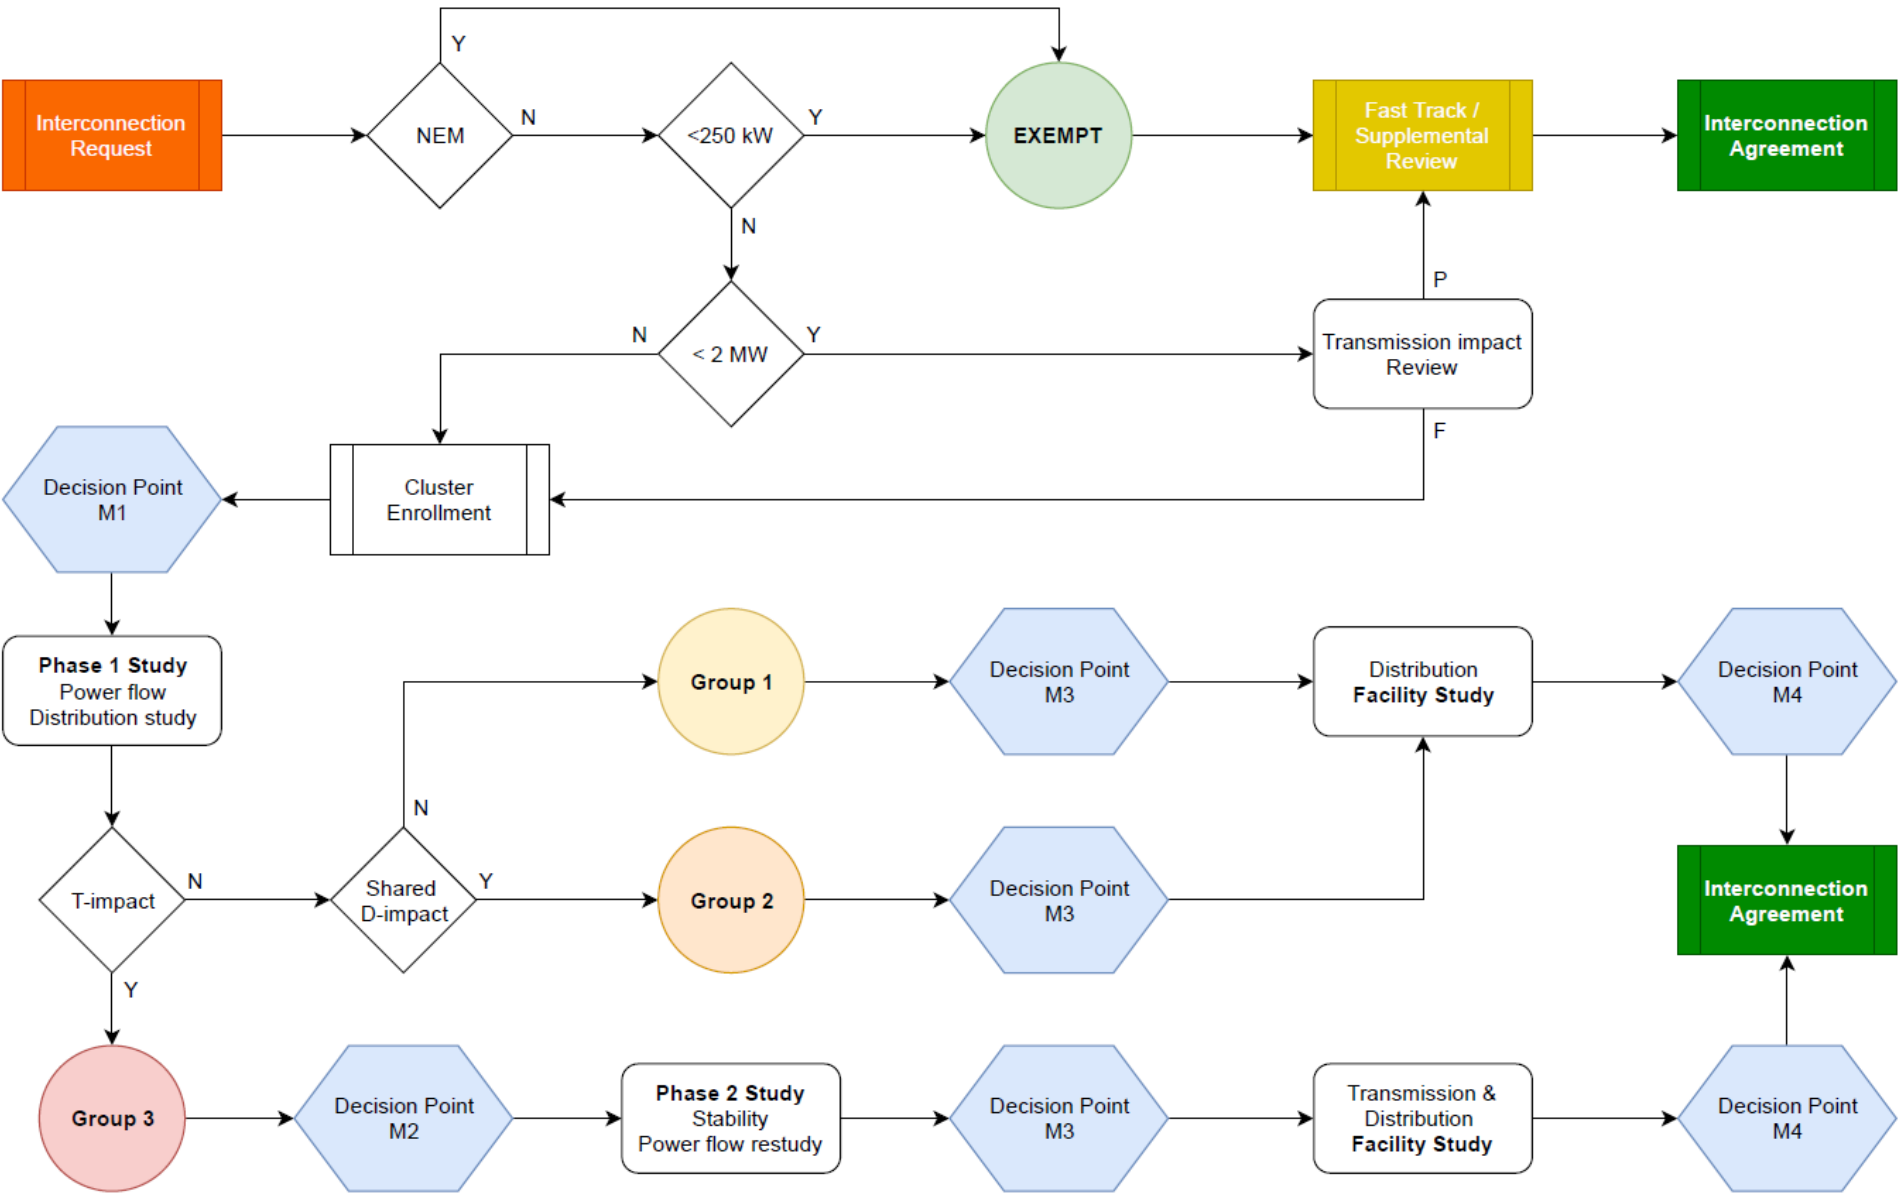 Y
Interconnection
Request
NEM
N
<250 kW
Y
EXEMPT
Fast Track /
Supplemental
Review
Interconnection
Agreement
N
P
N
< 2 MW
Y
Transmission impact
Review
F
Decision Point
M1
Cluster
Enrollment
Phase 1 Study
Power flow
Distribution study
Group 1
Decision Point
M3
Distribution
Facility Study
Decision Point
M4
N
T-impact
N
Shared
D-impact
Y
Group 2
Decision Point
M3
Interconnection
Agreement
Y
Group 3
Decision Point
M2
Phase 2 Study
Stability
Power flow restudy
Decision Point
M3
Transmission &
Distribution
Facility Study
Decision Point
M4